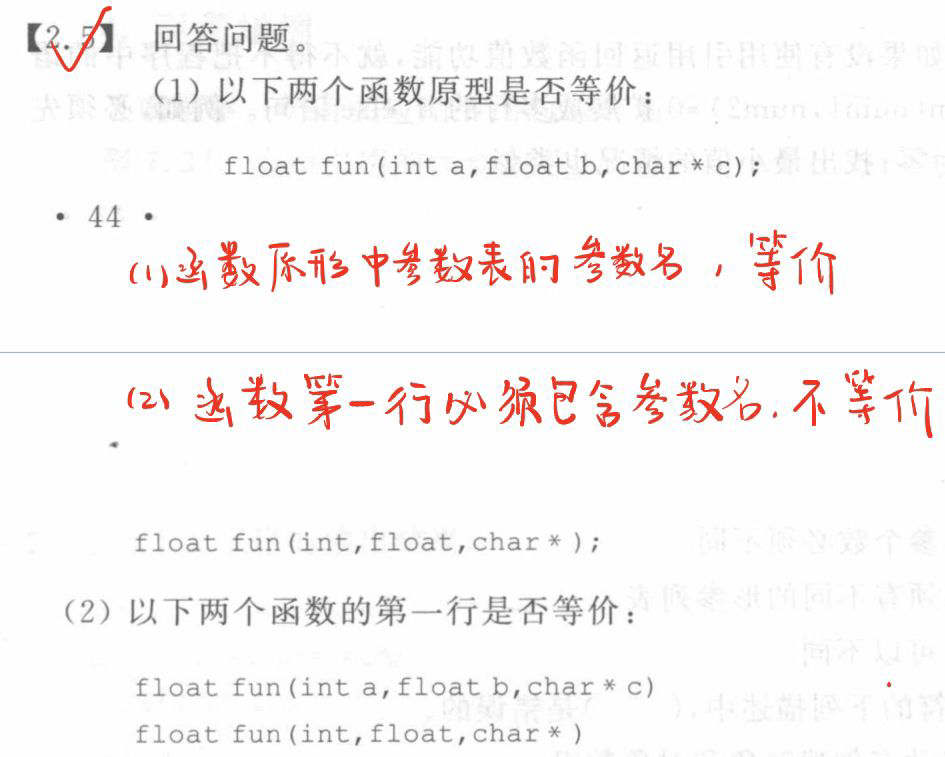 【2.5】 回答问题。
(1) 以下两个函数原型是否等价：
float fun(int a,float b,char * c);
• 44 •
(1)函数原形中参数表的参数名，等价
(2) 函数第一行必须包含参数名.不等价
float fun(int,float,char * );
(2) 以下两个函数的第一行是否等价：
float fun(int a,float b,char * c)
float fun(int,float,char * )